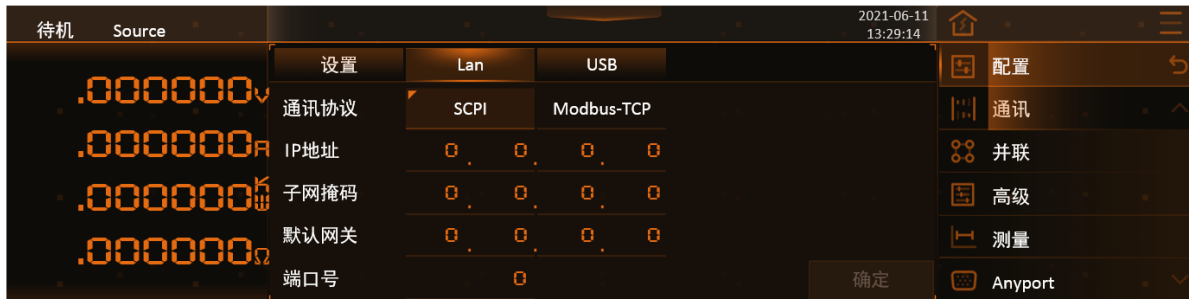 待机 Source 2021-06-11
13:29:14
设置 Lan USB 配置
.000000v
通讯协议 SCPI Modbus-TCP 通讯
.000000A
IP地址 0. 0. 0. 0 并联
.000000kW
子网掩码 0. 0. 0. 0 高级
默认网关 0. 0. 0. 0 测量
.000000Ω
端口号 0 确定 Anyport